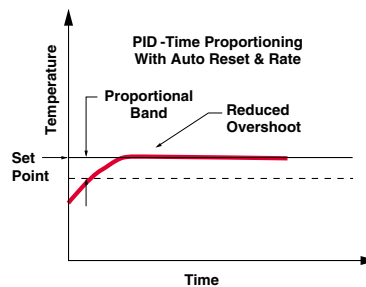 PID -Time Proportioning
With Auto Reset & Rate
Temperature
Proportional
Band
Reduced
Overshoot
Set
Point
Time